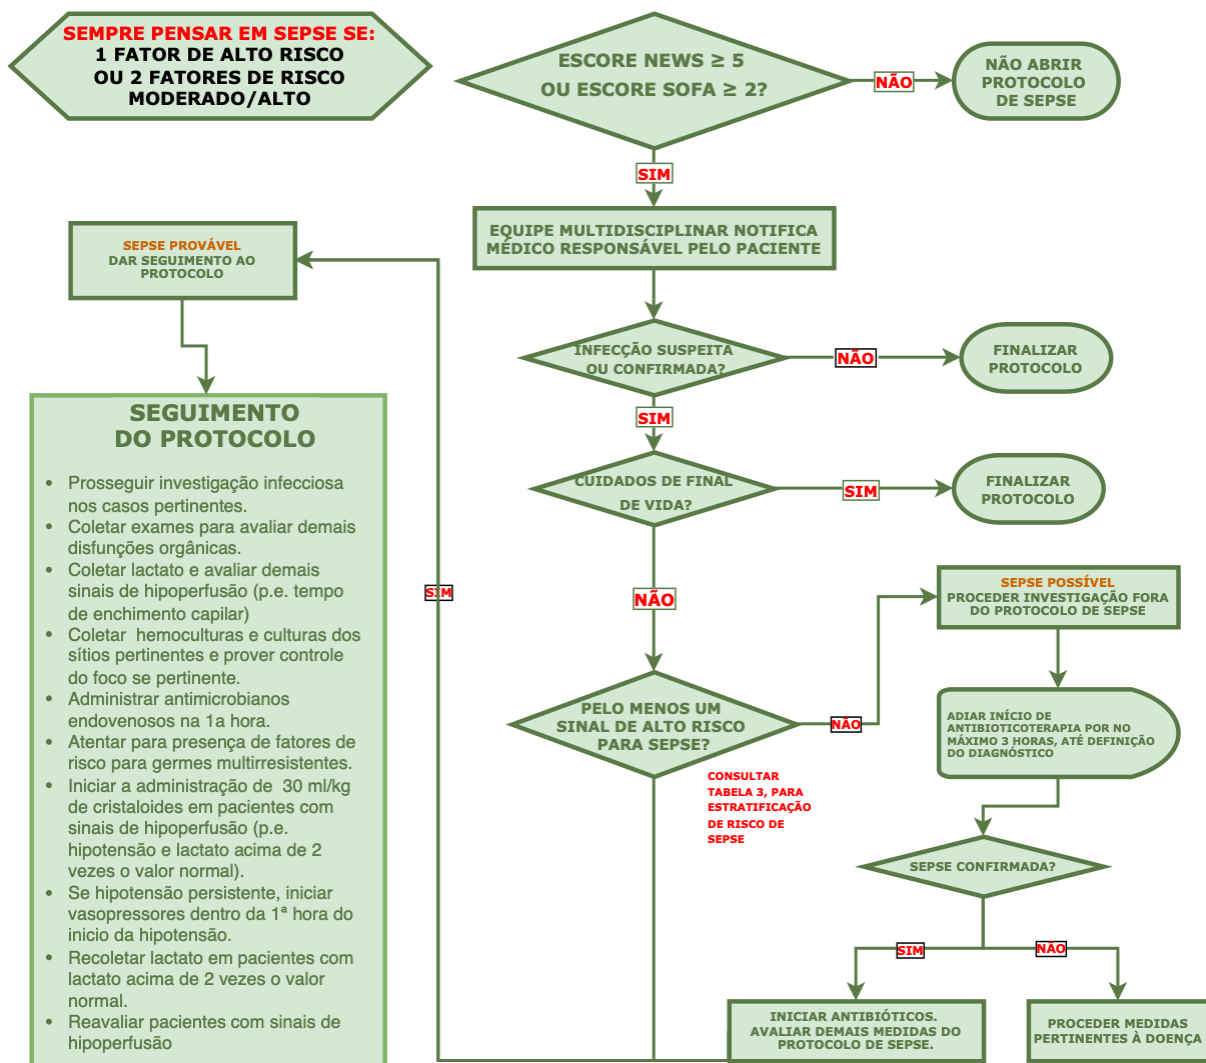 SEMPRE PENSAR EM SEPSE SE:
1 FATOR DE ALTO RISCO
OU 2 FATORES DE RISCO
MODERADO/ALTO
ESCORE NEWS ≥ 5
OU ESCORE SOFA ≥ 2?
NÃO
NÃO ABRIR
PROTOCOLO
DE SEPSE
SIM
EQUIPE MULTIDISCIPLINAR NOTIFICA
MÉDICO RESPONSÁVEL PELO PACIENTE
INFECÇÃO SUSPEITA
OU CONFIRMADA?
NÃO
FINALIZAR
PROTOCOLO
SIM
CUIDADOS DE FINAL
DE VIDA?
SIM
FINALIZAR
PROTOCOLO
NÃO
PELO MENOS UM
SINAL DE ALTO RISCO
PARA SEPSE?
CONSULTAR
TABELA 3, PARA
ESTRATIFICAÇÃO
DE RISCO DE
SEPSE
NÃO
SEPSE POSSÍVEL
PROCEDER INVESTIGAÇÃO FORA
DO PROTOCOLO DE SEPSE
ADIAR INÍCIO DE
ANTIBIOTICOTERAPIA POR NO
MÁXIMO 3 HORAS, ATÉ DEFINIÇÃO
DO DIAGNÓSTICO
SEPSE CONFIRMADA?
SIM
NÃO
INICIAR ANTIBIÓTICOS.
AVALIAR DEMAIS MEDIDAS DO
PROTOCOLO DE SEPSE.
PROCEDER MEDIDAS
PERTINENTES À DOENÇA
SIM
SEPSE PROVÁVEL
DAR SEGUIMENTO AO
PROTOCOLO
SEGUIMENTO
DO PROTOCOLO
• Prosseguir investigação infecciosa
nos casos pertinentes.
• Coletar exames para avaliar demais
disfunções orgânicas.
• Coletar lactato e avaliar demais
sinais de hipoperfusão (p.e. tempo
de enchimento capilar)
• Coletar hemoculturas e culturas dos
sítios pertinentes e prover controle
do foco se pertinente.
• Administrar antimicrobianos
endovenosos na 1a hora.
• Atentar para presença de fatores de
risco para germes multirresistentes.
• Iniciar a administração de 30 ml/kg
de cristaloides em pacientes com
sinais de hipoperfusão (p.e.
hipotensão e lactato acima de 2
vezes o valor normal).
• Se hipotensão persistente, iniciar
vasopressores dentro da 1ª hora do
inicio da hipotensão.
• Recoletar lactato em pacientes com
lactato acima de 2 vezes o valor
normal.
• Reavaliar pacientes com sinais de
hipoperfusão